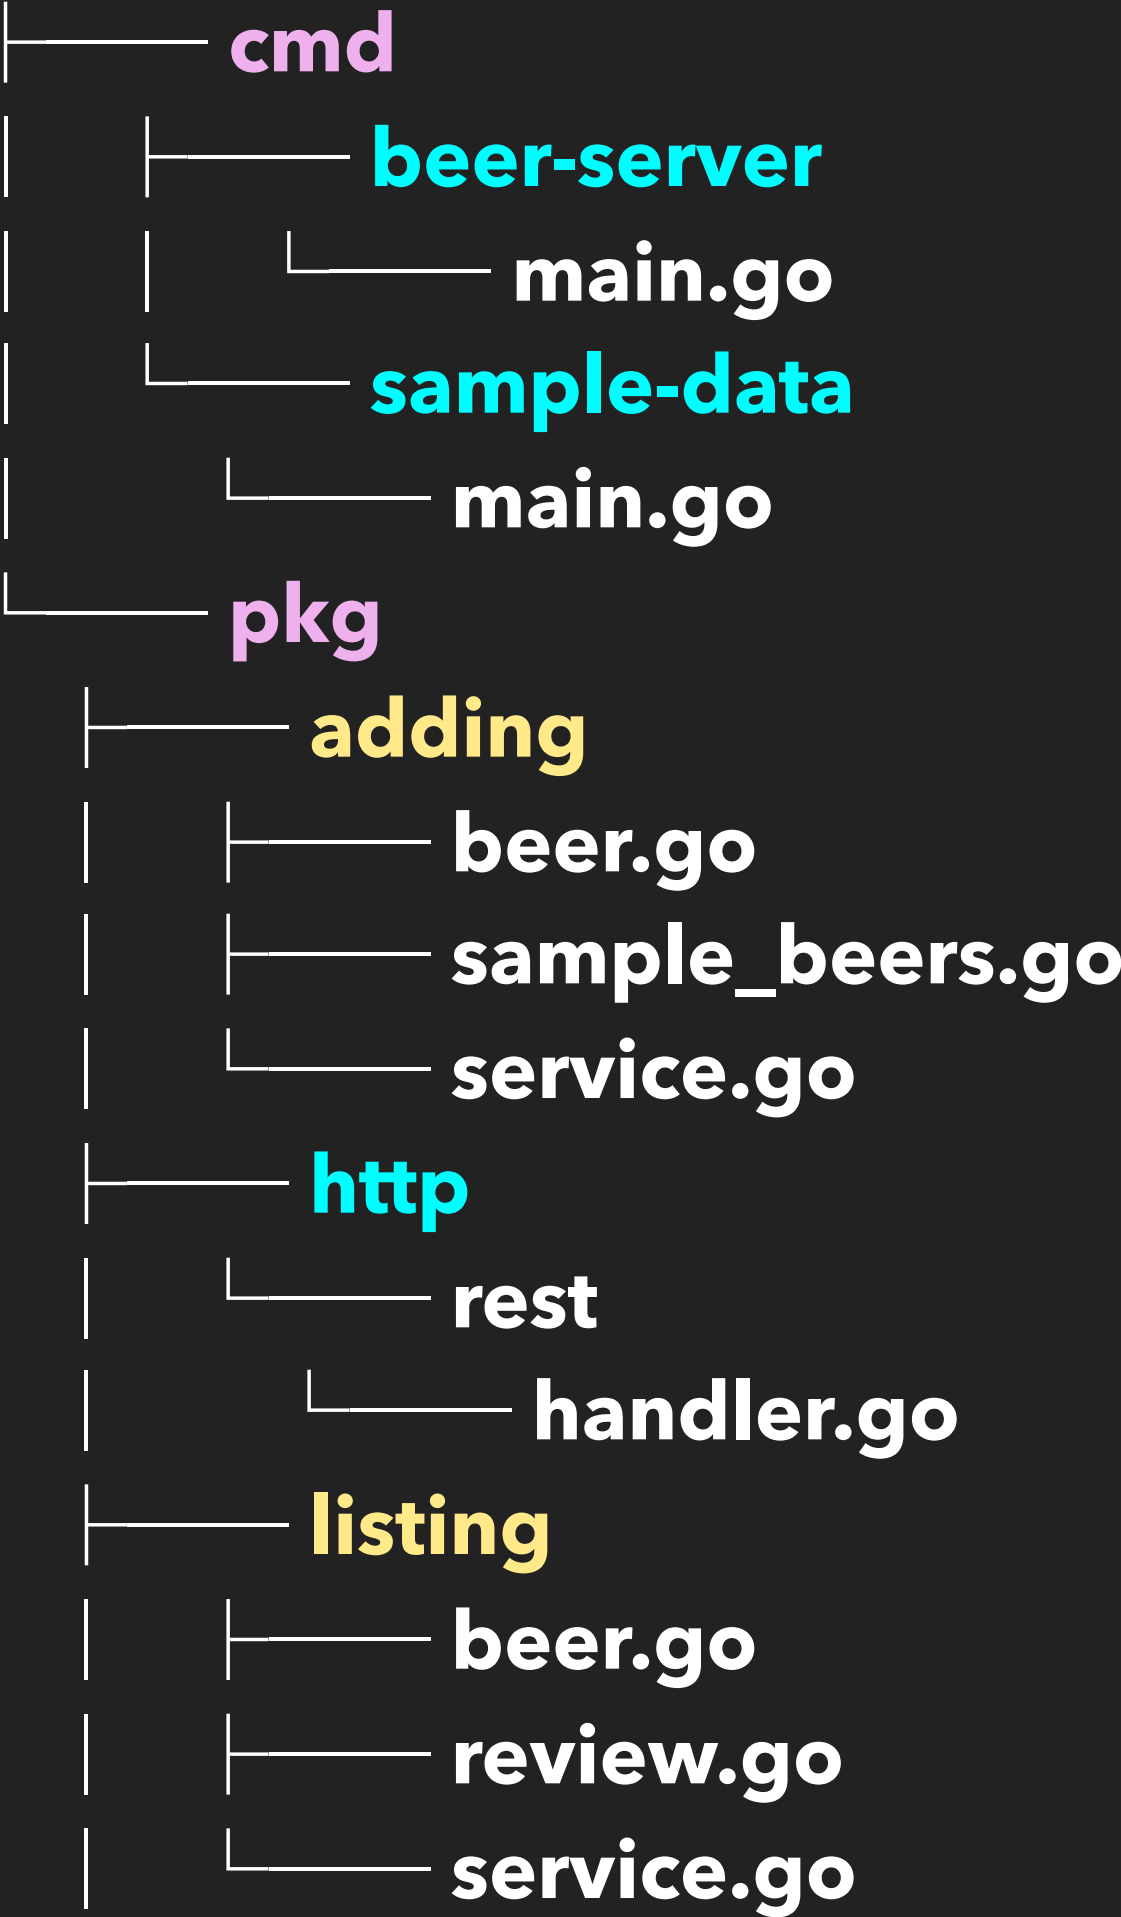 cmd
beer-server
main.go
sample-data
main.go
pkg
adding
beer.go
sample_beers.go
service.go
http
rest
handler.go
listing
beer.go
review.go
service.go